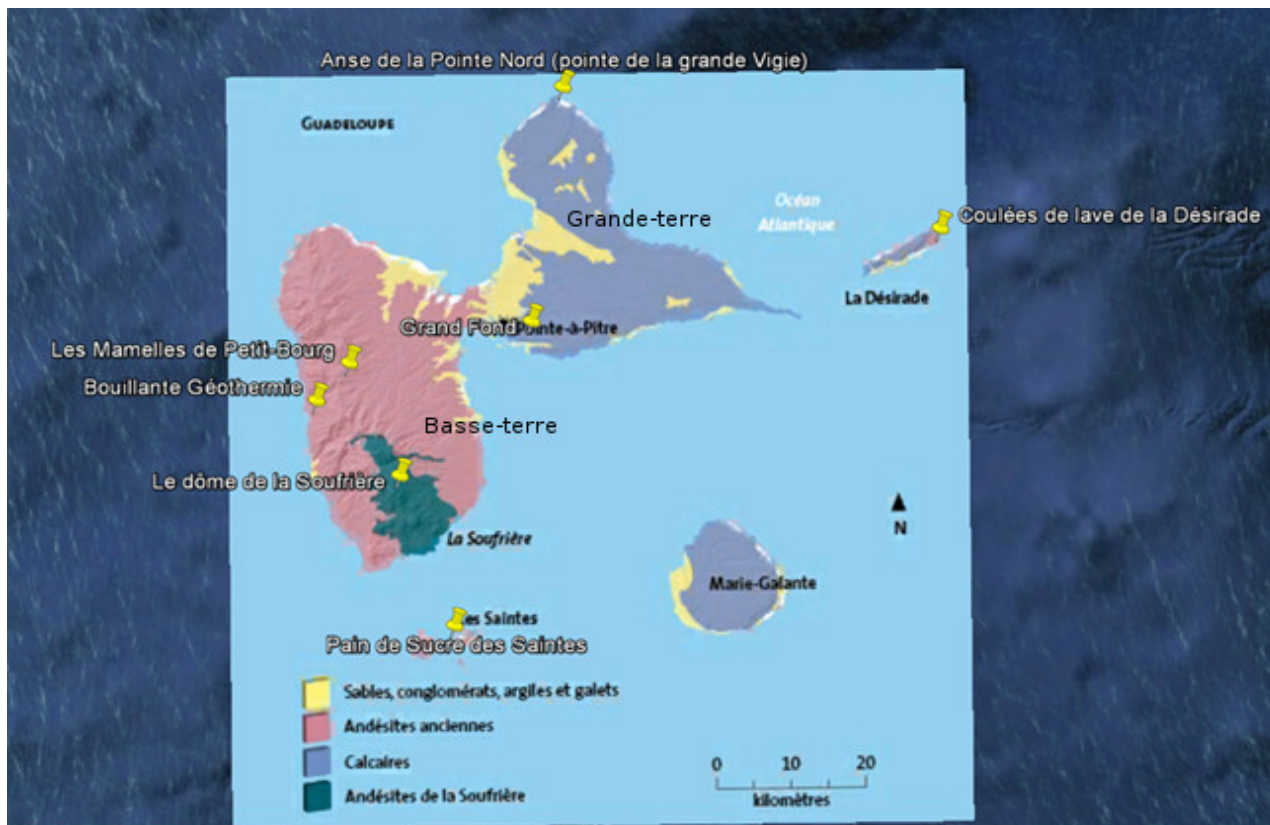 Anse de la Pointe Nord (pointe de la grande Vigie)
GUADELOUPE
Grande-terre
Océan
Atlantique
Coulées de lave de la Désirade
La Désirade
Grand Fond
Pointe-à-Pitre
Les Mamelles de Petit-Bourg
Bouillante Géothermie
Basse-terre
Le dôme de la Soufrière
La Soufrière
N
Marie-Galante
Les Saintes
Pain de Sucre des Saintes
Sables, conglomérats, argiles et galets
Andésites anciennes
Calcaires
Andésites de la Soufrière
0 10 20
kilomètres